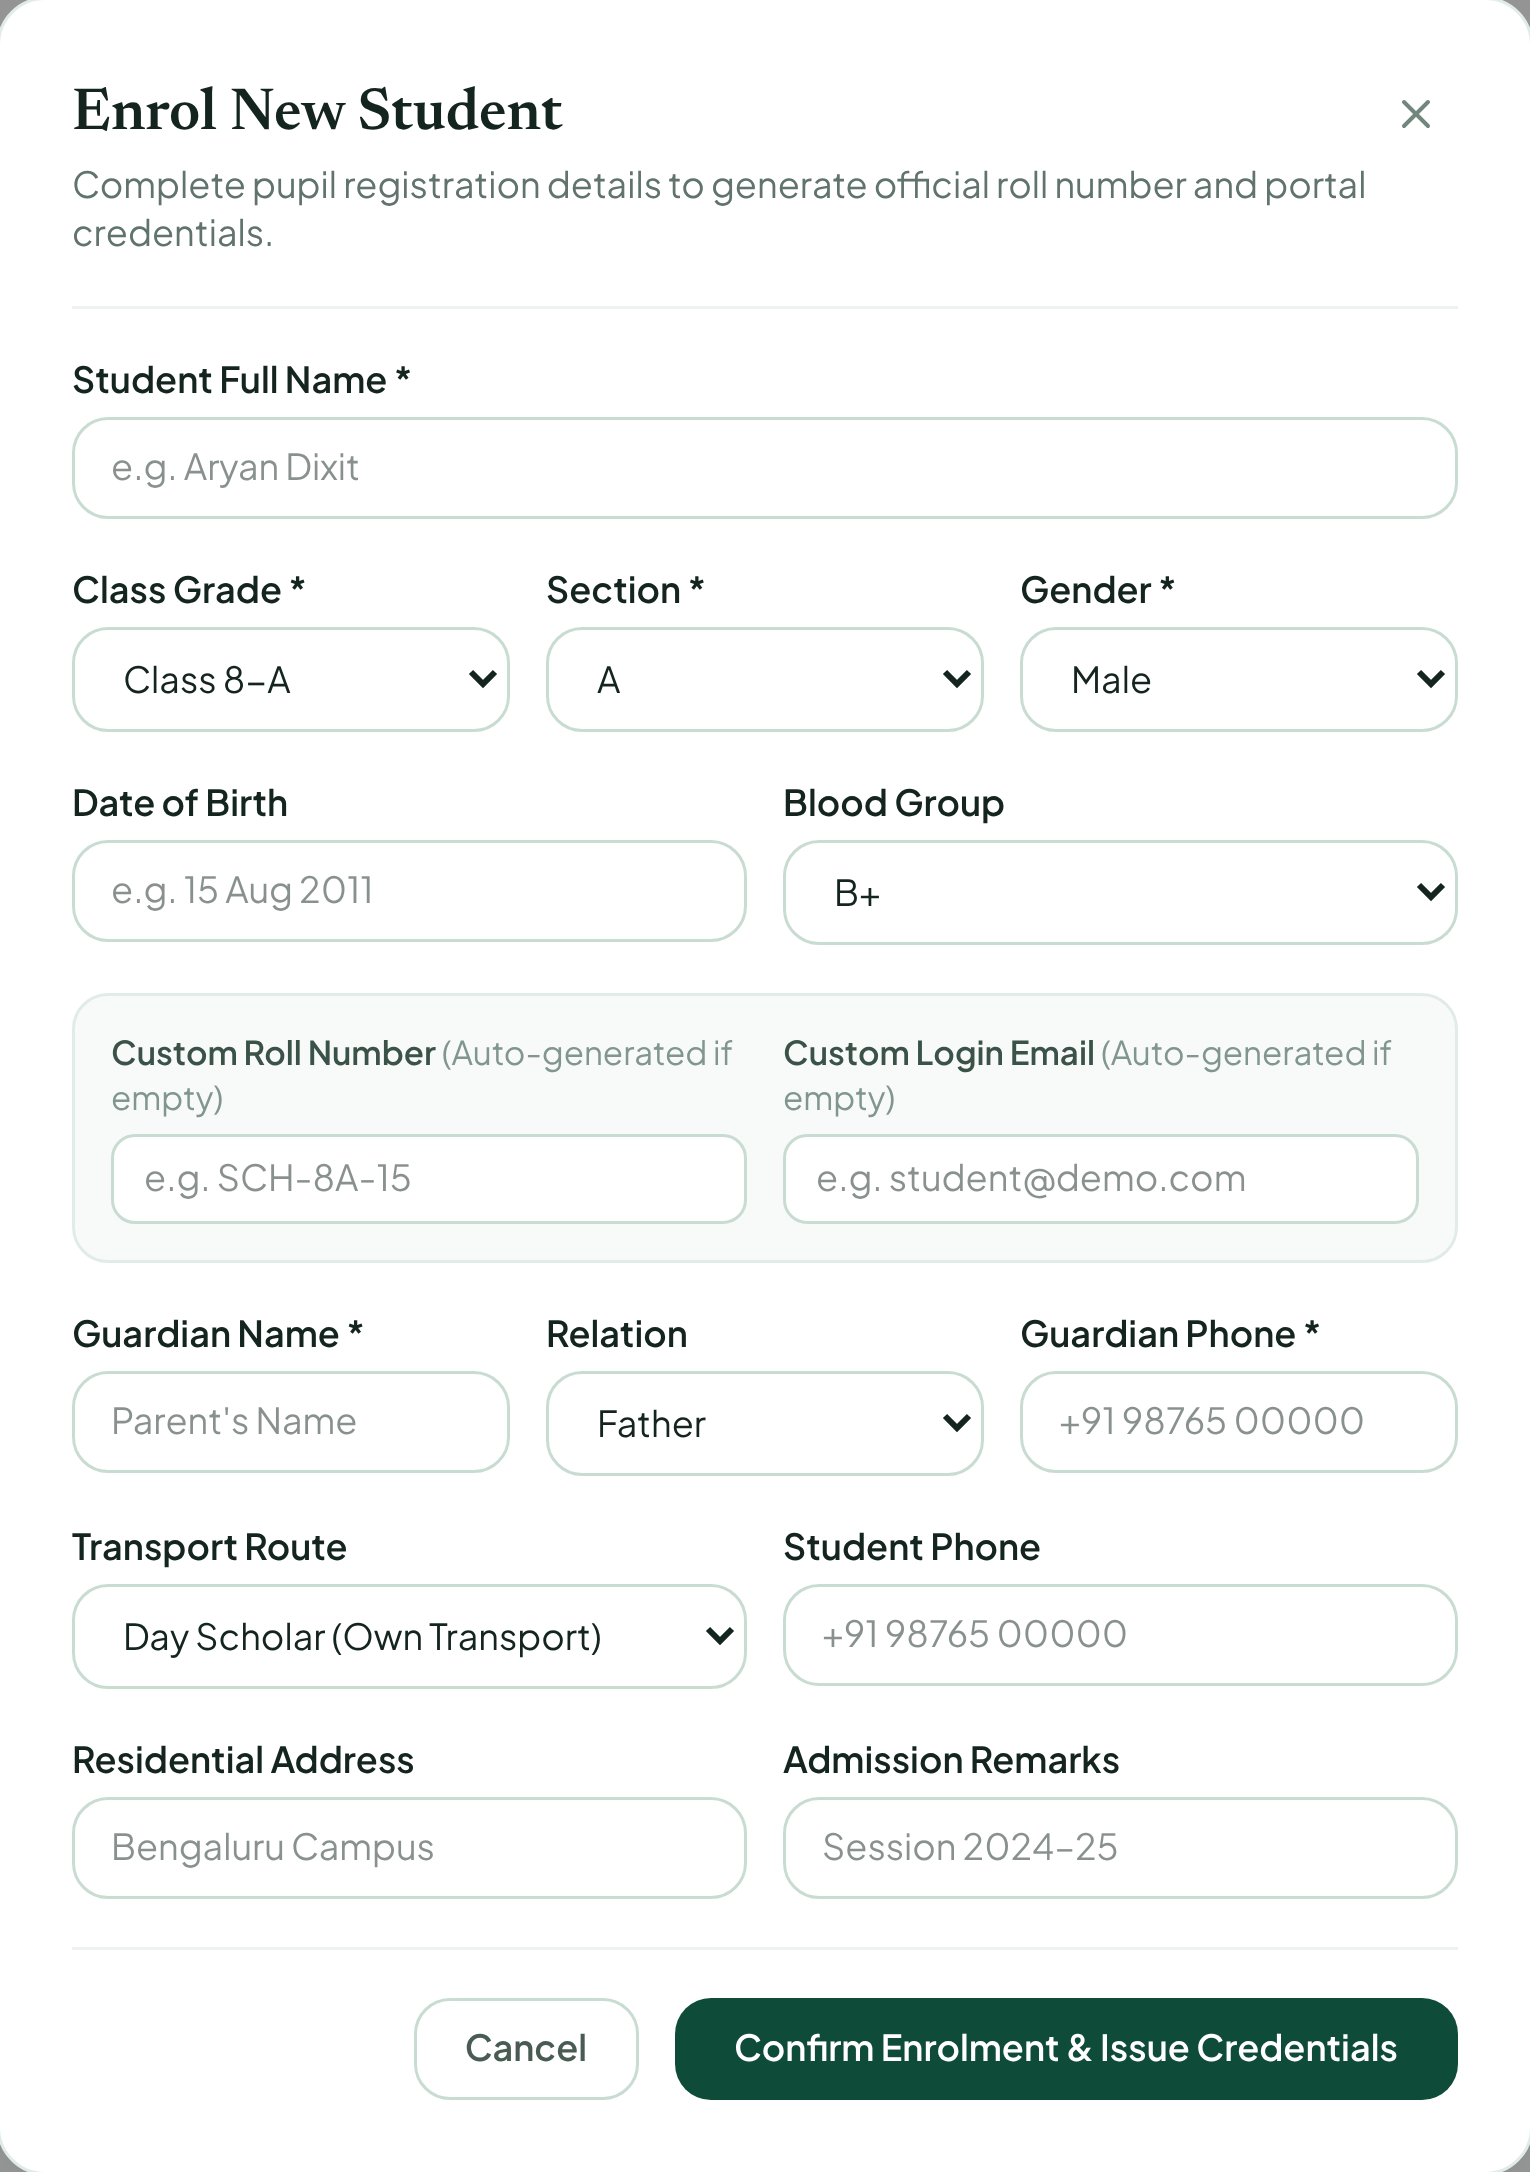 Enrol New Student
Complete pupil registration details to generate official roll number and portal
credentials.
Student Full Name *
e.g. Aryan Dixit
Class Grade * Section * Gender *
Class 8-A A Male
Date of Birth Blood Group
e.g. 15 Aug 2011 B+
Custom Roll Number (Auto-generated if empty)
Custom Login Email (Auto-generated if empty)
e.g. SCH-8A-15 e.g. student@demo.com
Guardian Name * Relation Guardian Phone *
Parent's Name Father +91 98765 00000
Transport Route Student Phone
Day Scholar (Own Transport) +91 98765 00000
Residential Address Admission Remarks
Bengaluru Campus Session 2024-25
Cancel Confirm Enrolment & Issue Credentials